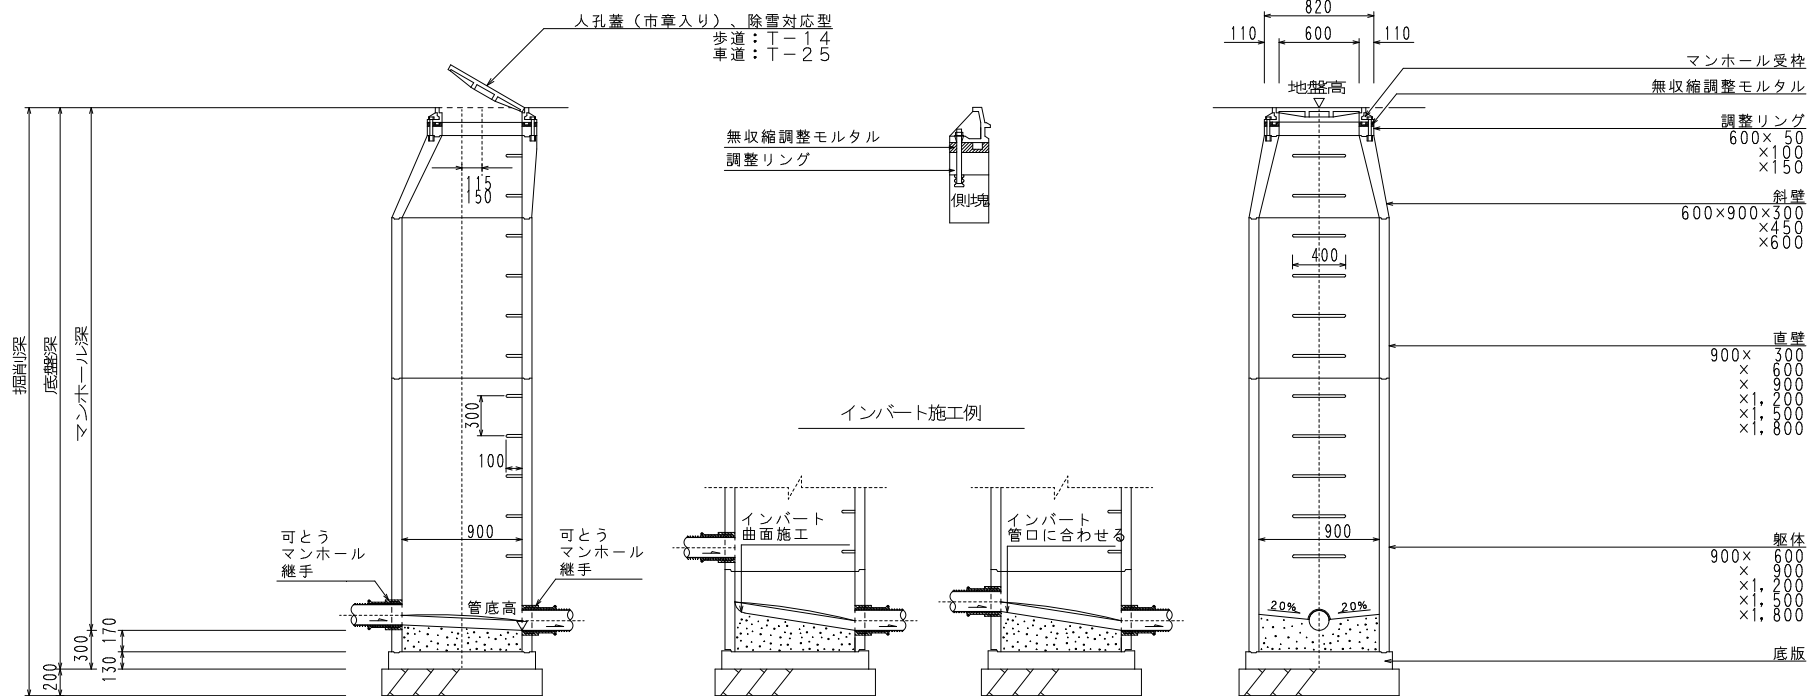 人孔蓋（市章入り）、除雪対応型
歩道：Ｔ－１４
車道：Ｔ－２５
115
150
掘削深
底盤深
マンホール深
300
100
900
可とう
マンホール
継手
可とう
マンホール
継手
管底高
170
300
130
200
無収縮調整モルタル
調整リング
側塊
インバート施工例
インバート
曲面施工
インバート
管口に合わせる
820
110
600
110
地盤高
マンホール受枠
無収縮調整モルタル
調整リング
600× 50
×100
×150
斜壁
600×900×300
×450
×600
400
直壁
900× 300
× 600
× 900
×1,200
×1,500
×1,800
900
躯体
900× 600
× 900
×1,200
×1,500
×1,800
20%
20%
底版